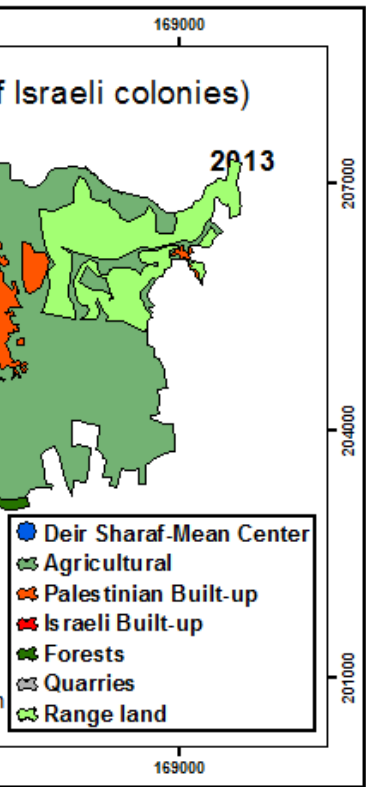 169000
f Israeli colonies)
2013
207000
204000
Deir Sharaf-Mean Center
Agricultural
Palestinian Built-up
Israeli Built-up
Forests
Quarries
Range land
201000
169000